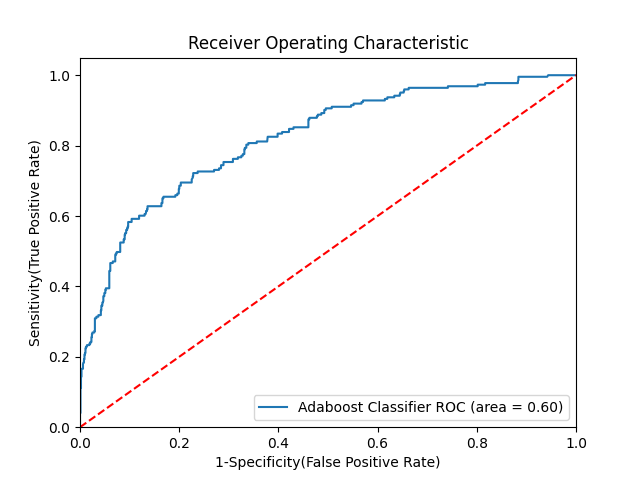 Receiver Operating Characteristic
Sensitivity(True Positive Rate)
1.0
0.8
0.6
0.4
0.2
0.0
Adaboost Classifier ROC (area = 0.60)
0.0 0.2 0.4 0.6 0.8 1.0
1-Specificity(False Positive Rate)